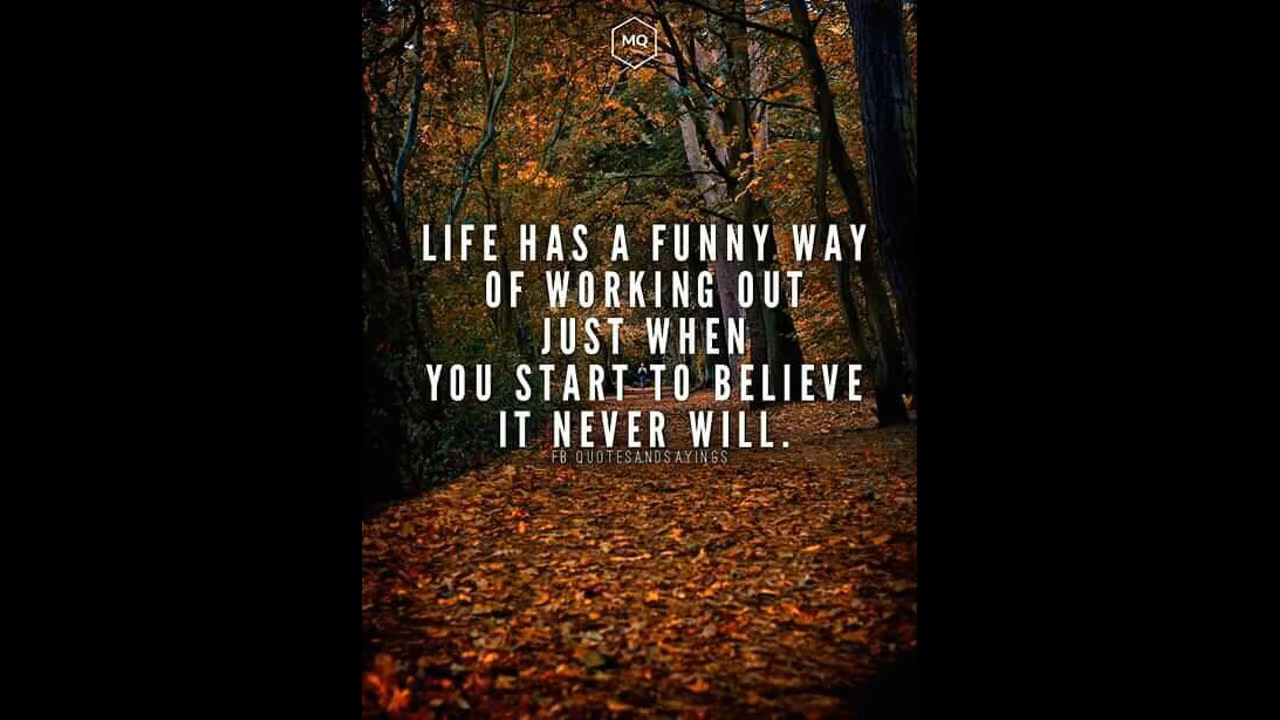 MQ
LIFE HAS A FUNNY WAY
OF WORKING OUT
JUST WHEN
YOU START TO BELIEVE
IT NEVER WILL.
FB QUOTESANDSAYINGS